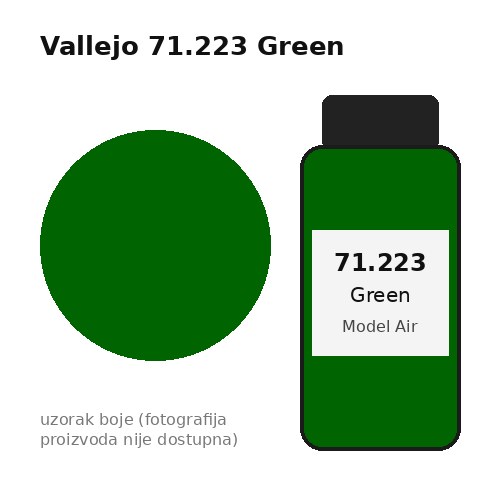 Vallejo 71.223 Green
71.223
Green
Model Air
uzorak boje (fotografija
proizvoda nije dostupna)